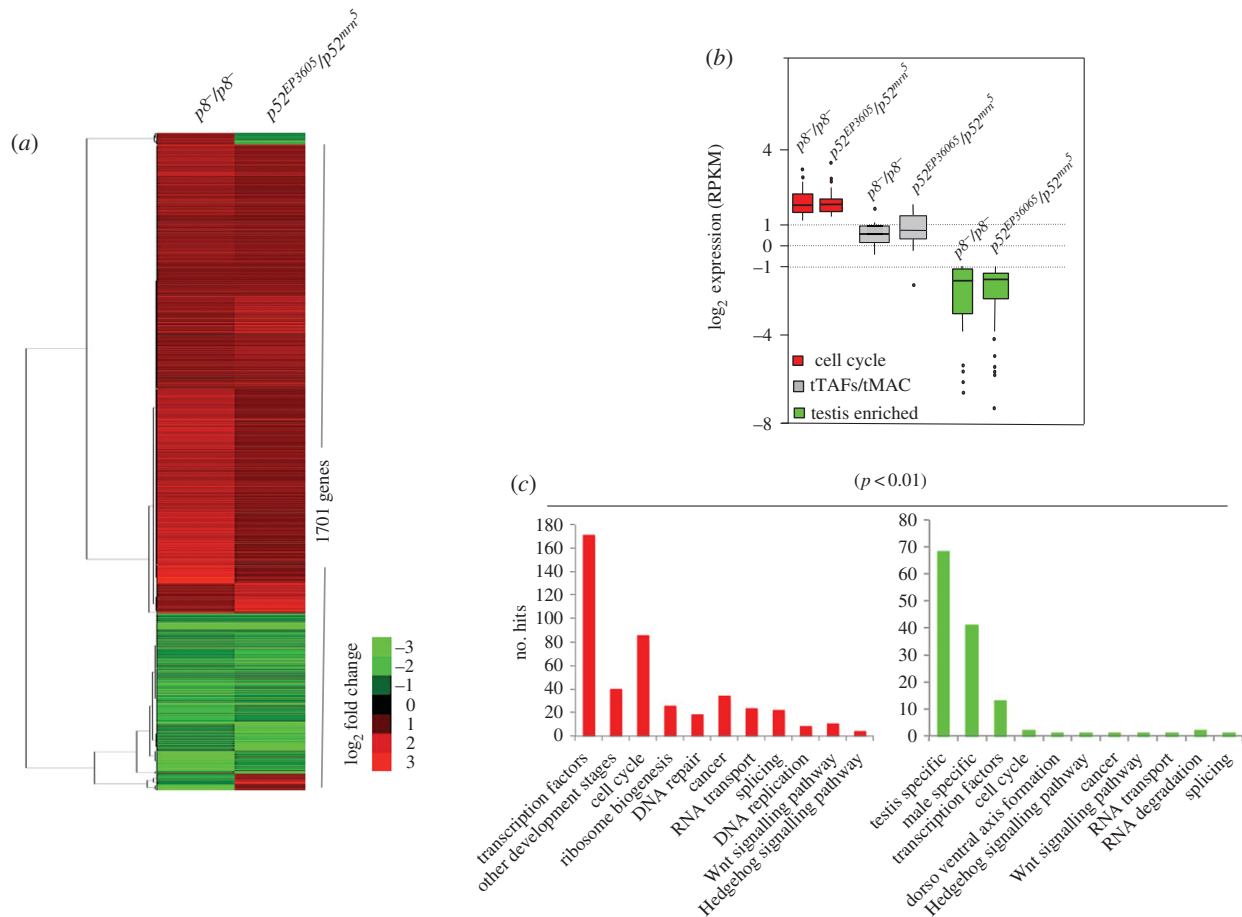 (a)
p8⁻/p8⁻
p52ᴱᴾ³⁶⁰⁵/p52ᵐʳⁿ⁵
1701 genes
log₂ fold change
–3
–2
–1
0
1
2
3
(b)
log₂ expression (RPKM)
4
1
0
–1
–4
–8
p8⁻/p8⁻
p52ᴱᴾ³⁶⁰⁵/p52ᵐʳⁿ⁵
p8⁻/p8⁻
p52ᴱᴾ³⁶⁰⁶⁵/p52ᵐʳⁿ⁵
p8⁻/p8⁻
p52ᴱᴾ³⁶⁰⁶⁵/p52ᵐʳⁿ⁵
cell cycle
tTAFs/tMAC
testis enriched
(c)
(p < 0.01)
no. hits
180
160
140
120
100
80
60
40
20
0
transcription factors
other development stages
cell cycle
ribosome biogenesis
DNA repair
cancer
RNA transport
splicing
DNA replication
Wnt signalling pathway
Hedgehog signalling pathway
80
70
60
50
40
30
20
10
0
testis specific
male specific
transcription factors
cell cycle
dorso ventral axis formation
Hedgehog signalling pathway
cancer
Wnt signalling pathway
RNA transport
RNA degradation
splicing